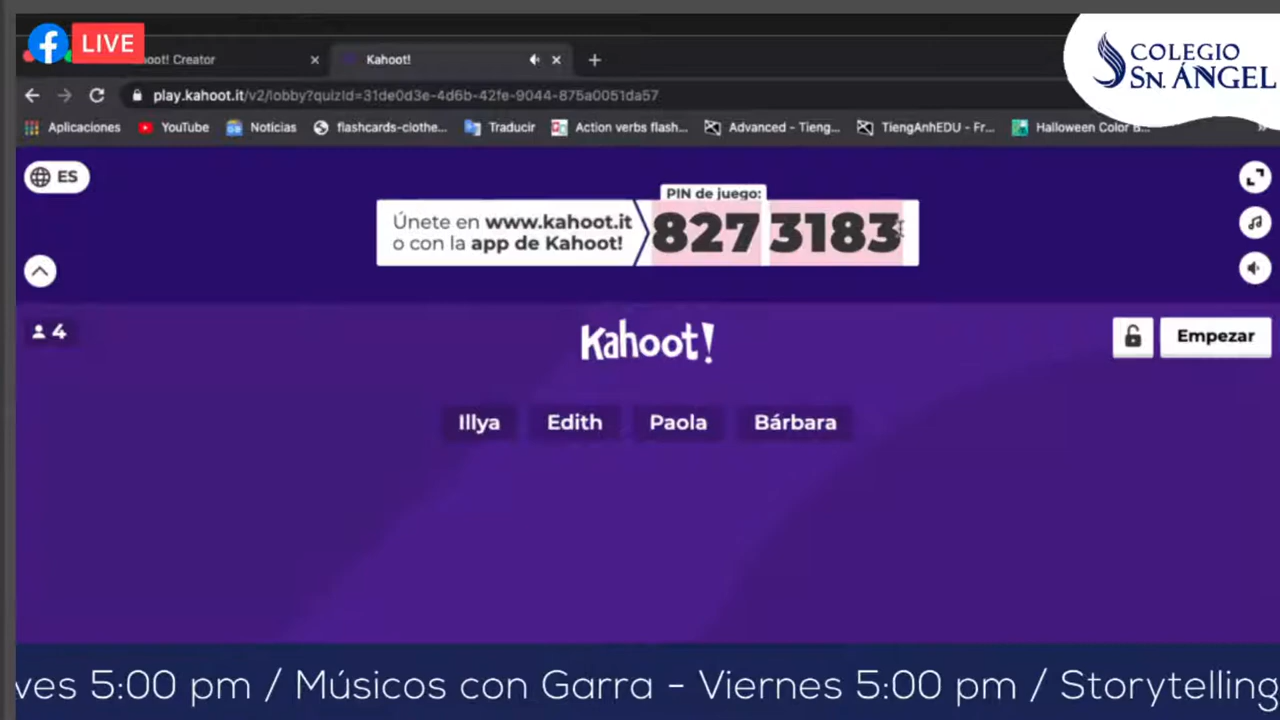 LIVE
oot! Creator
Kahoot!
COLEGIO
SN. ÁNGEL
play.kahoot.it/v2/lobby?quizId=31de0d3e-4d6b-42fe-9044-875a0051da57
Aplicaciones YouTube Noticias flashcards-clothe... Traducir Action verbs flash... Advanced - Tieng... TiengAnhEDU - Fr... Halloween Color B...
ES
PIN de juego:
Únete en www.kahoot.it
o con la app de Kahoot!
827 3183
4
Kahoot!
Empezar
Illya Edith Paola Bárbara
ves 5:00 pm / Músicos con Garra - Viernes 5:00 pm / Storytelling